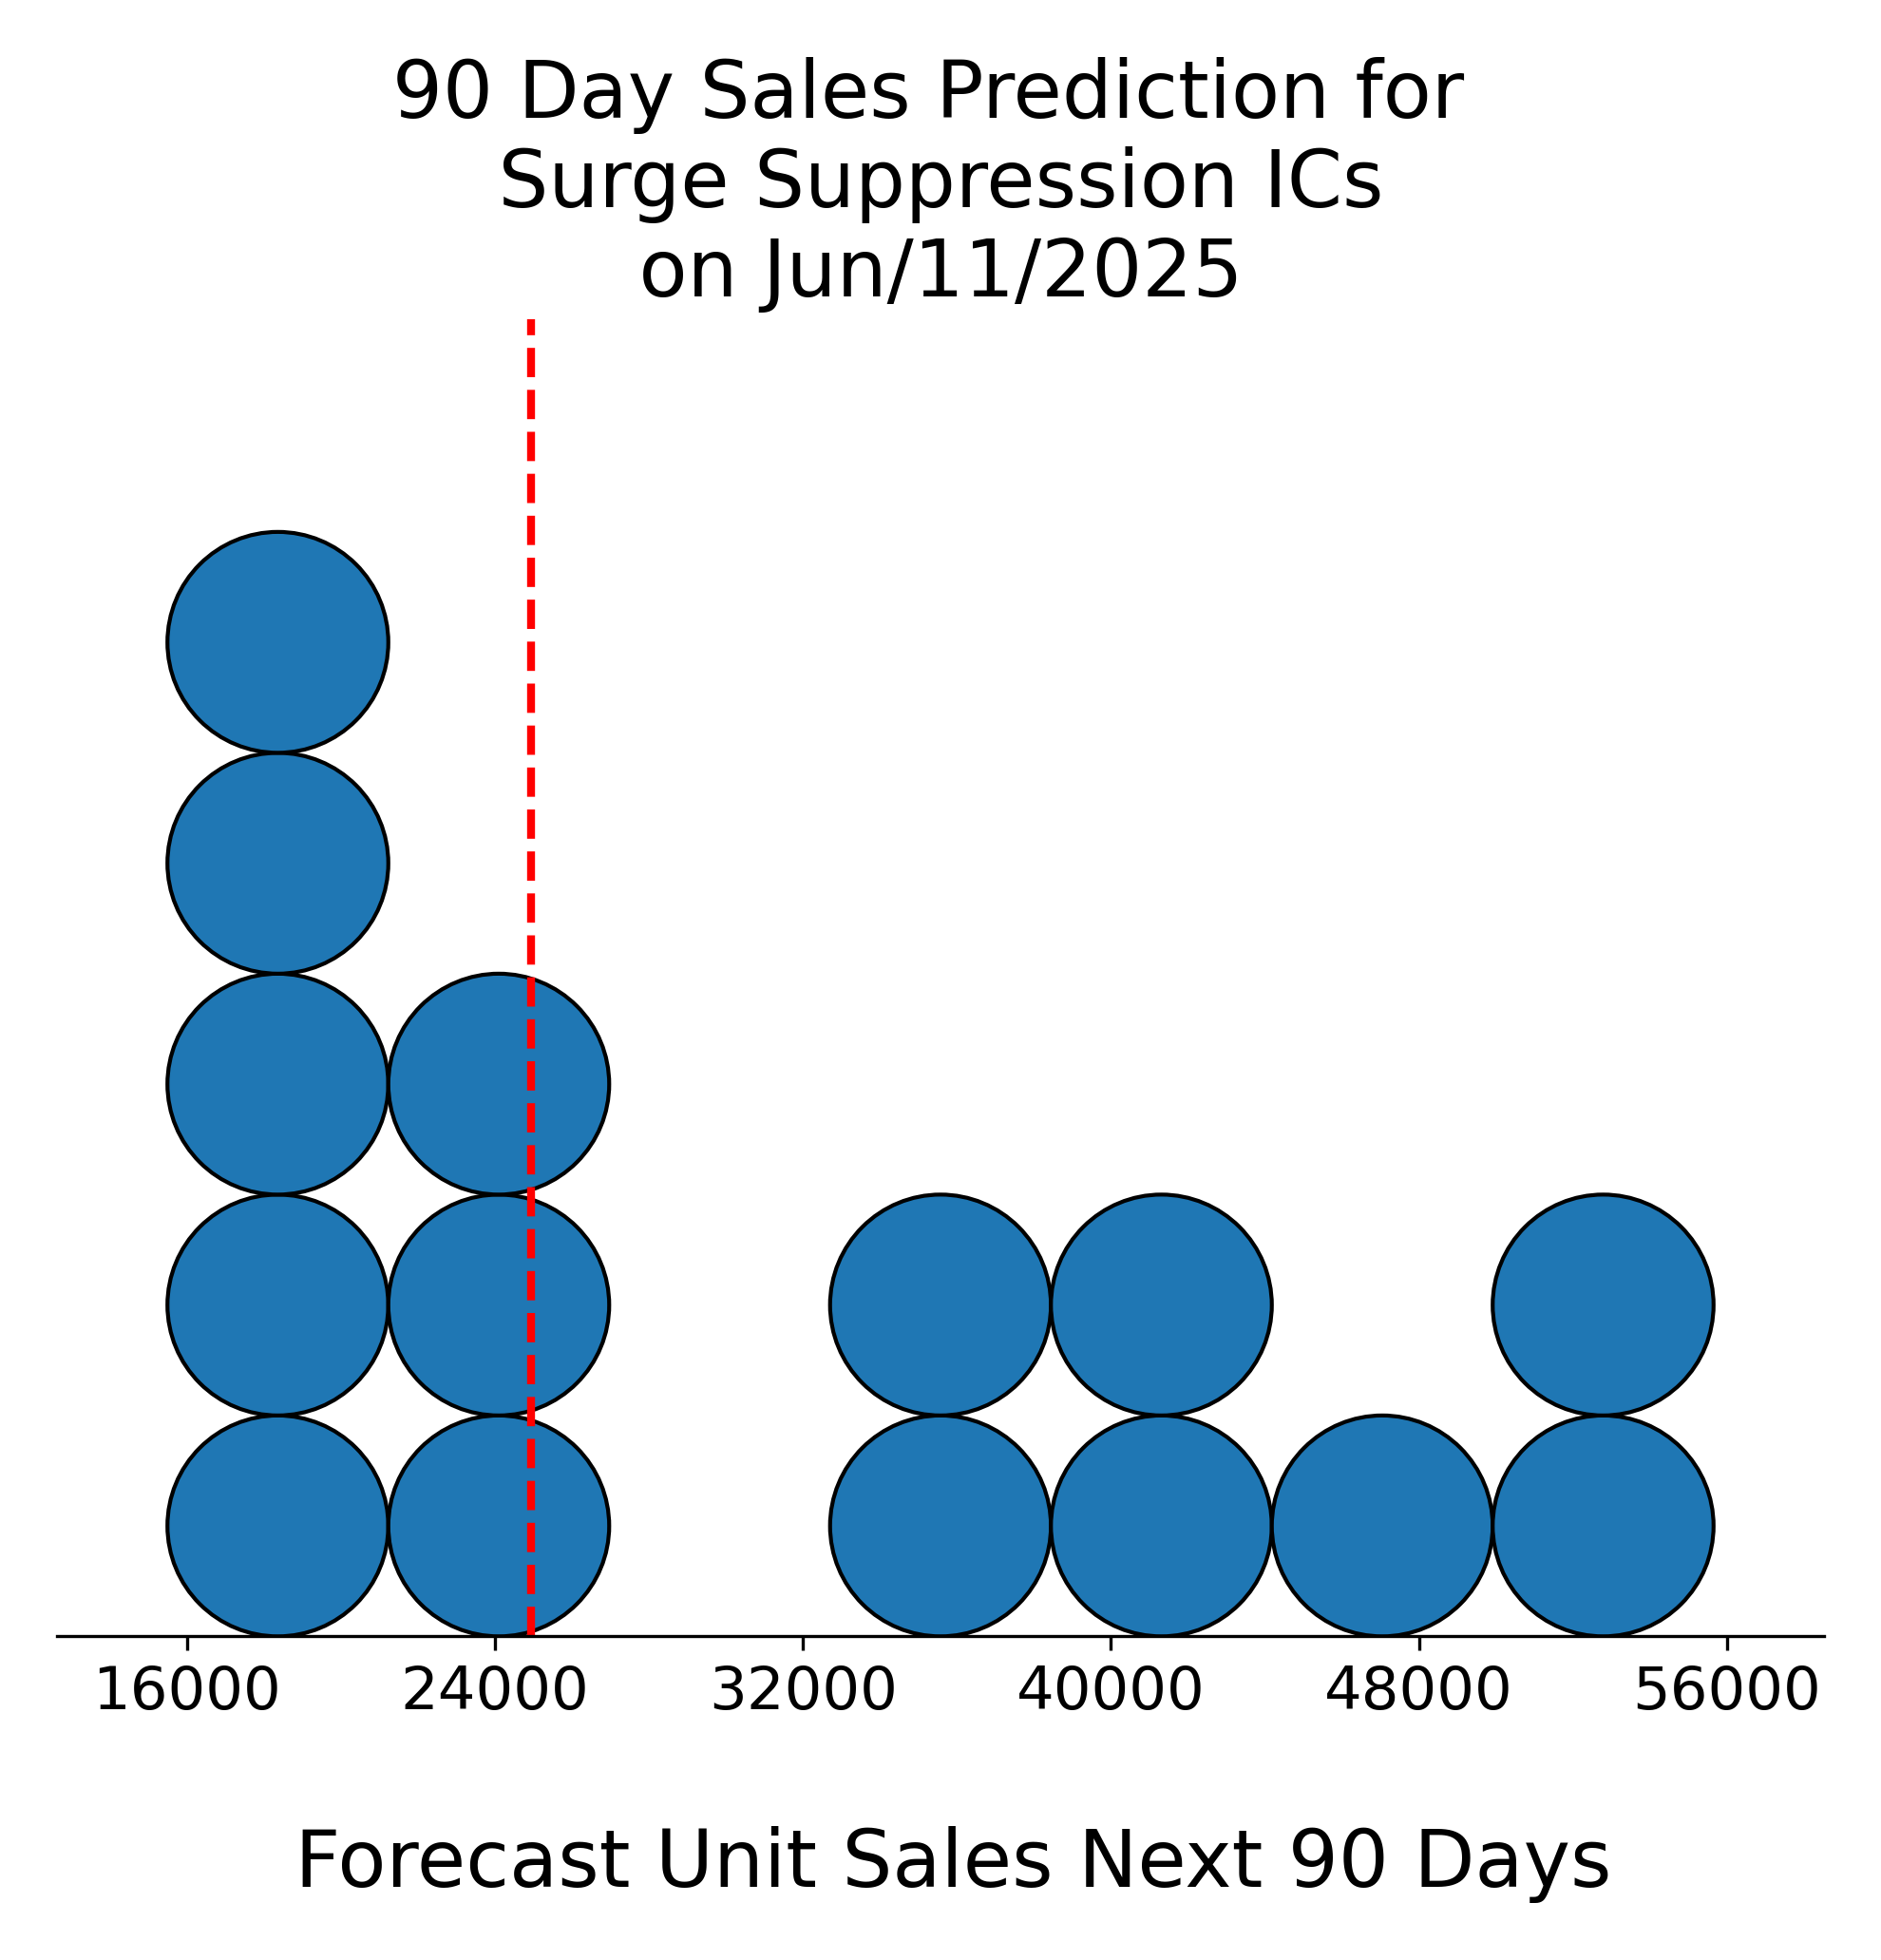 90 Day Sales Prediction for
Surge Suppression ICs
on Jun/11/2025
16000 24000 32000 40000 48000 56000
Forecast Unit Sales Next 90 Days